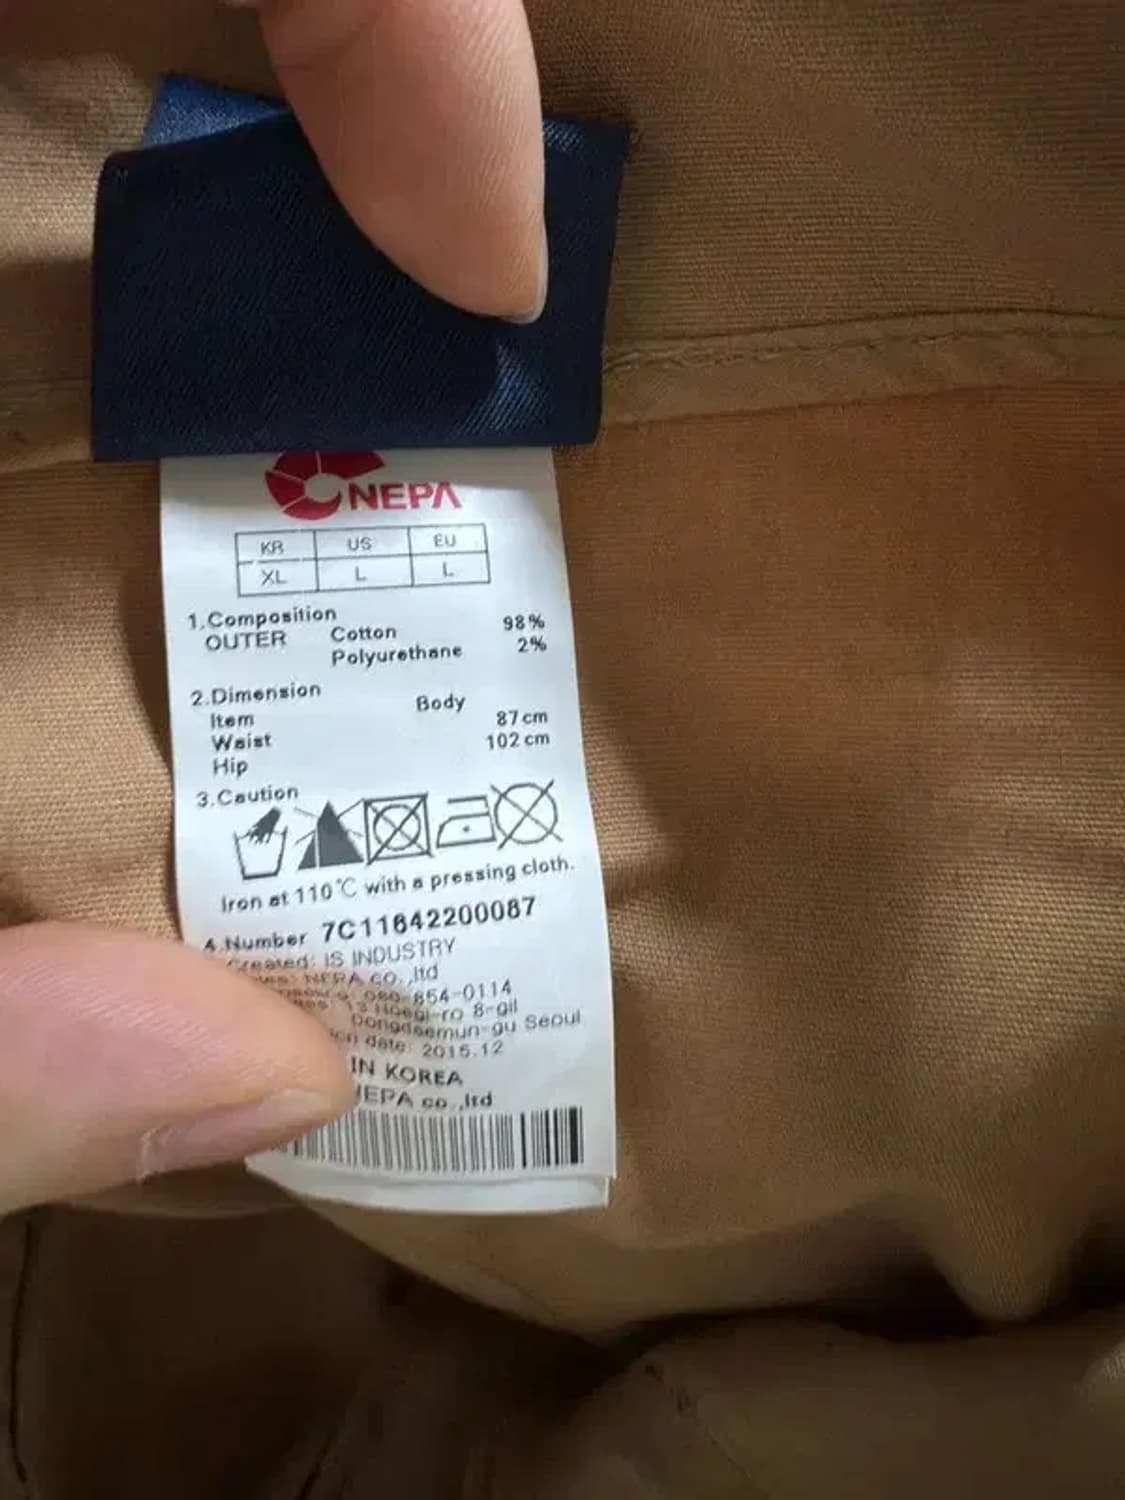 NEPA
KR US EU
XL L L
1.Composition
OUTER Cotton 98%
Polyurethane 2%
2.Dimension
Item Body
Waist 87cm
Hip 102cm
3.Caution
Iron at 110℃ with a pressing cloth.
4.Number 7C11642200087
Created: IS INDUSTRY
NEPA CO.,ltd
080-854-0114
13 Hoegi-ro 8-gil
Dongdaemun-gu Seoul
date: 2015.12
IN KOREA
NEPA co.,ltd